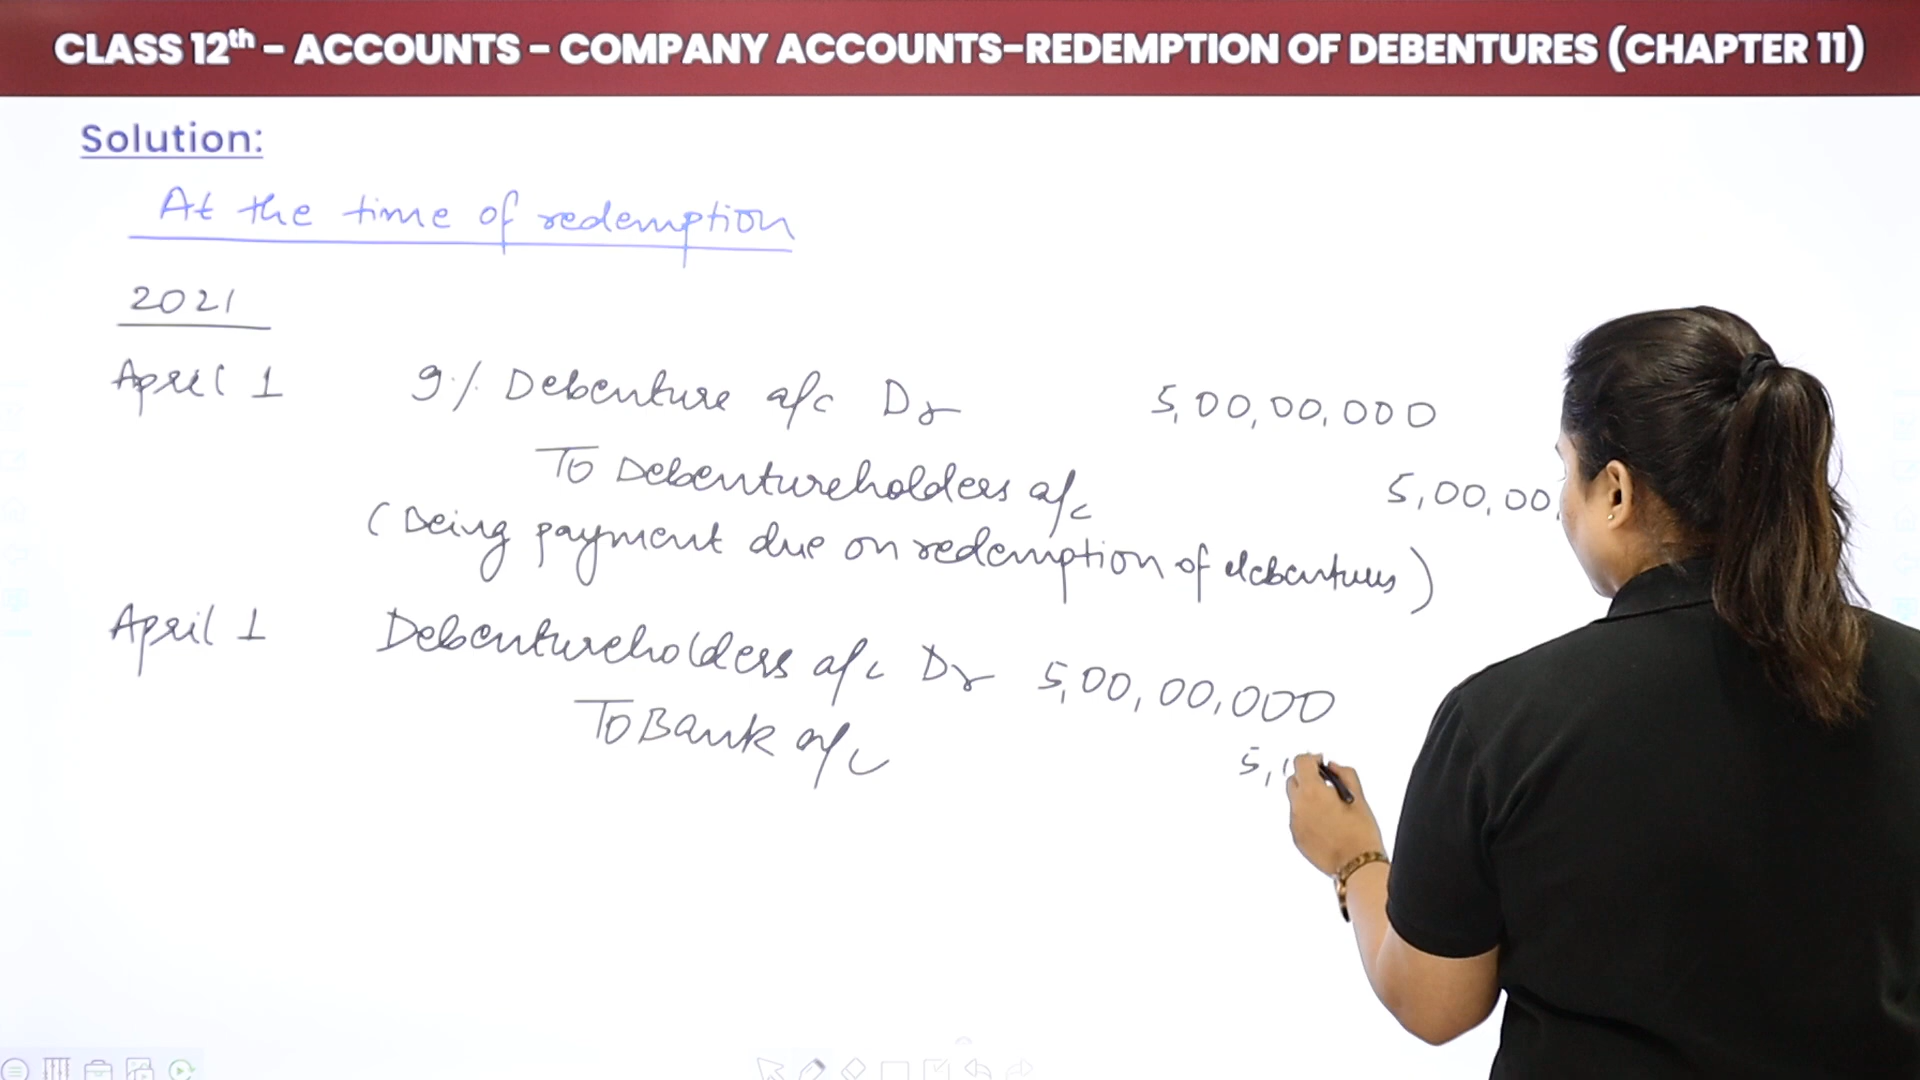 CLASS 12th - ACCOUNTS - COMPANY ACCOUNTS-REDEMPTION OF DEBENTURES (CHAPTER 11)
Solution:
At the time of redemption
2021
April 1 9% Debenture a/c Dr 5,00,00,000
To Debentureholders a/c 5,00,00,
(Being payment due on redemption of debentures)
April 1 Debentureholders a/c Dr 5,00,00,000
To Bank a/c 5,